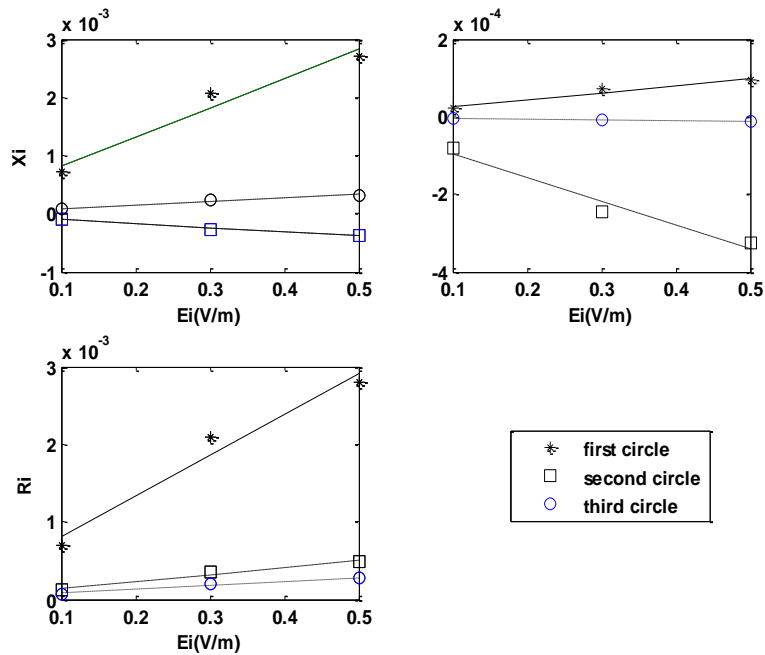 x 10^-3
3
2
1
0
-1
Xi
0.1 0.2 0.3 0.4 0.5
Ei(V/m)
x 10^-4
2
0
-2
-4
0.1 0.2 0.3 0.4 0.5
Ei(V/m)
x 10^-3
3
2
1
0
Ri
0.1 0.2 0.3 0.4 0.5
Ei(V/m)
first circle
second circle
third circle